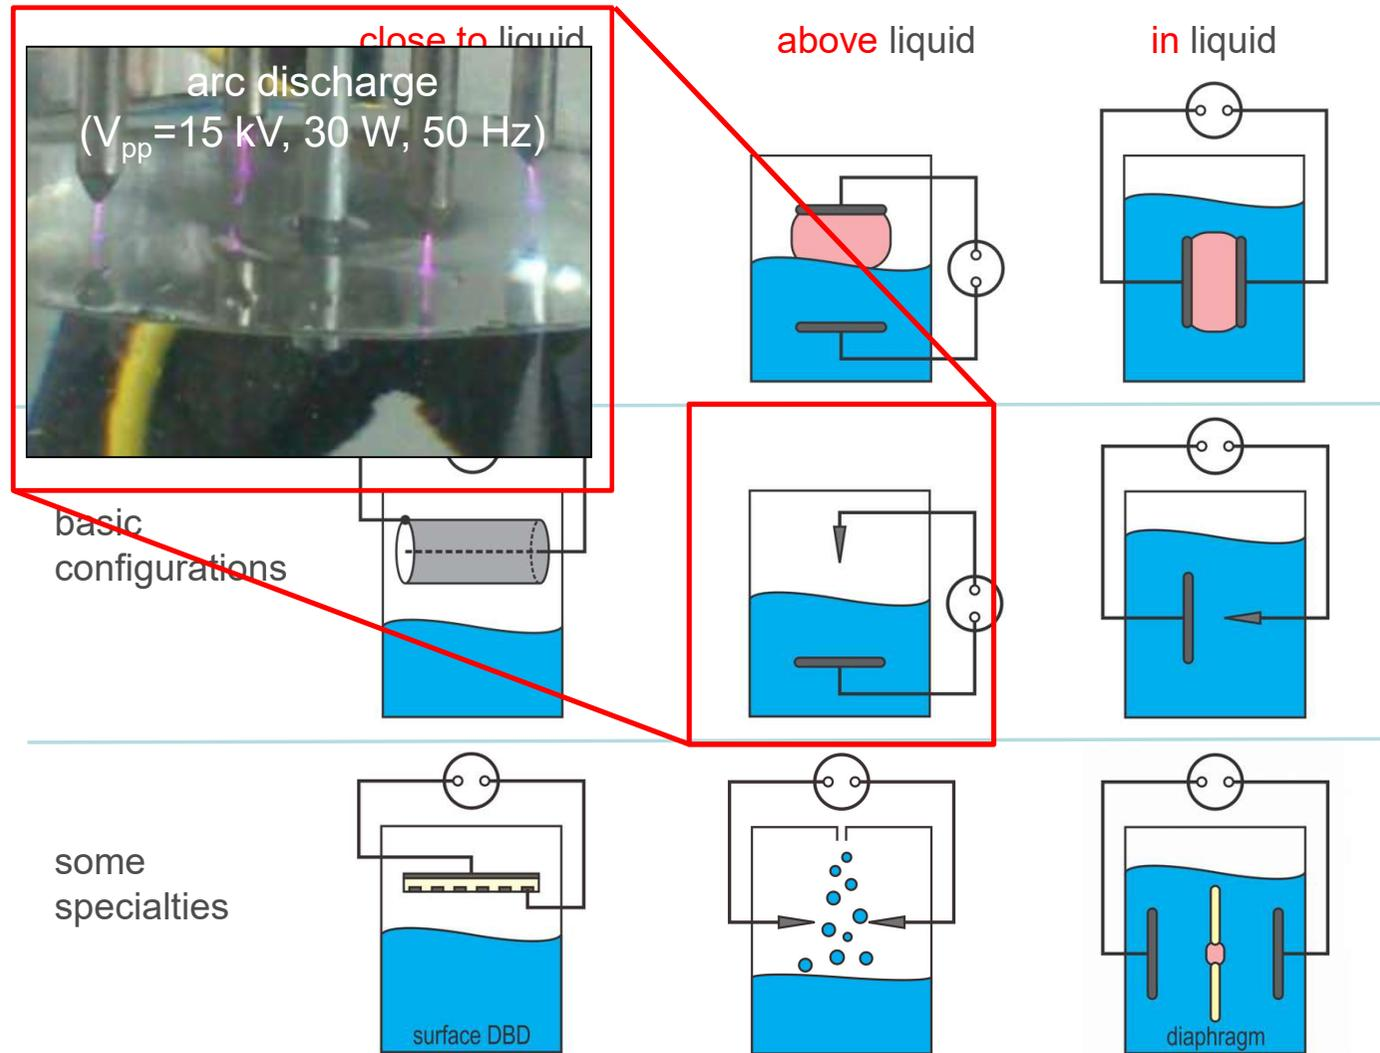 close to liquid
above liquid
in liquid
arc discharge
(Vpp=15 kV, 30 W, 50 Hz)
basic
configurations
some
specialties
surface DBD
diaphragm